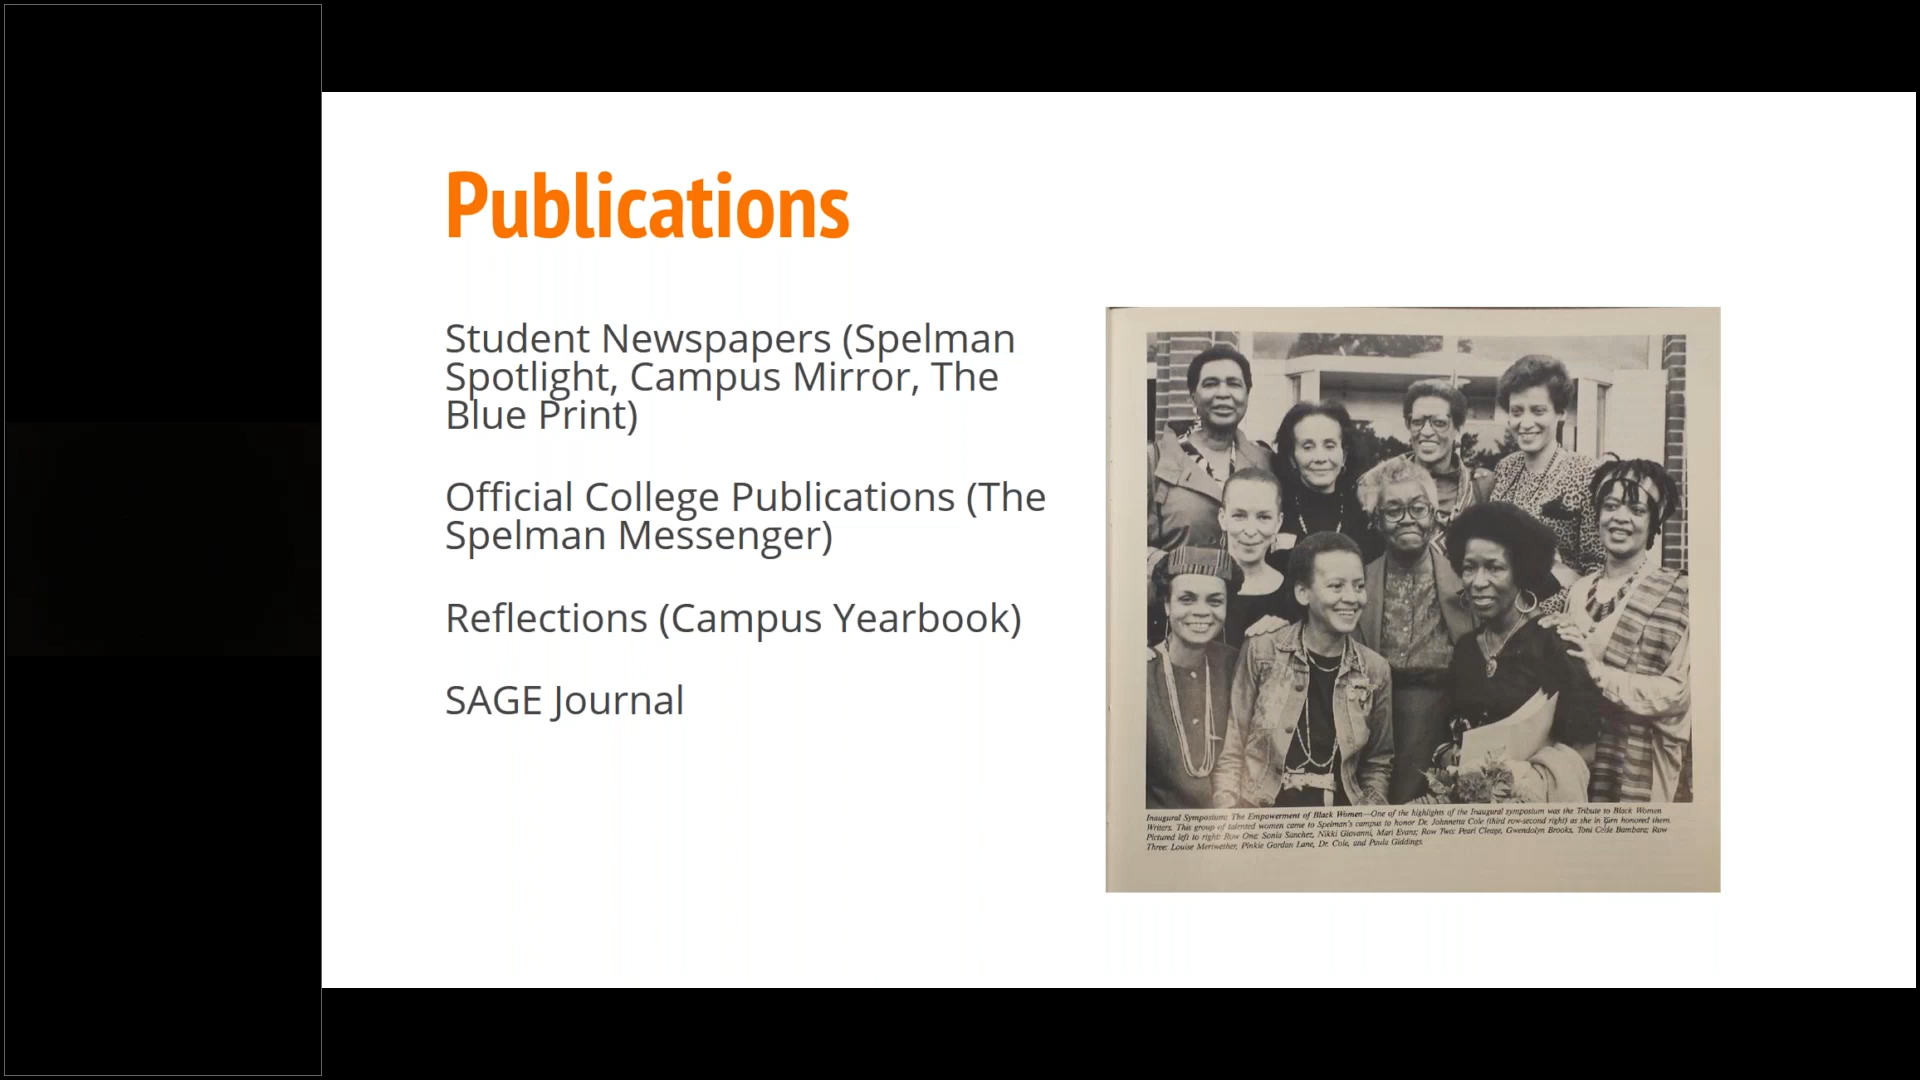 Publications
Student Newspapers (Spelman
Spotlight, Campus Mirror, The
Blue Print)
Official College Publications (The
Spelman Messenger)
Reflections (Campus Yearbook)
SAGE Journal
Inaugural Symposium: The Empowerment of Black Women—One of the highlights of the Inaugural symposium was the Tribute to Black Women
Writers. This group of talented women came to Spelman's campus to honor Dr. Johnnetta Cole (third row-second right) as she in turn honored them.
Pictured left to right: Row One: Sonia Sanchez, Nikki Giovanni, Mari Evans; Row Two: Pearl Cleage, Gwendolyn Brooks, Toni Cade Bambara; Row
Three: Louise Meriwether, Pinkie Gordon Lane, Dr. Cole, and Paula Giddings.